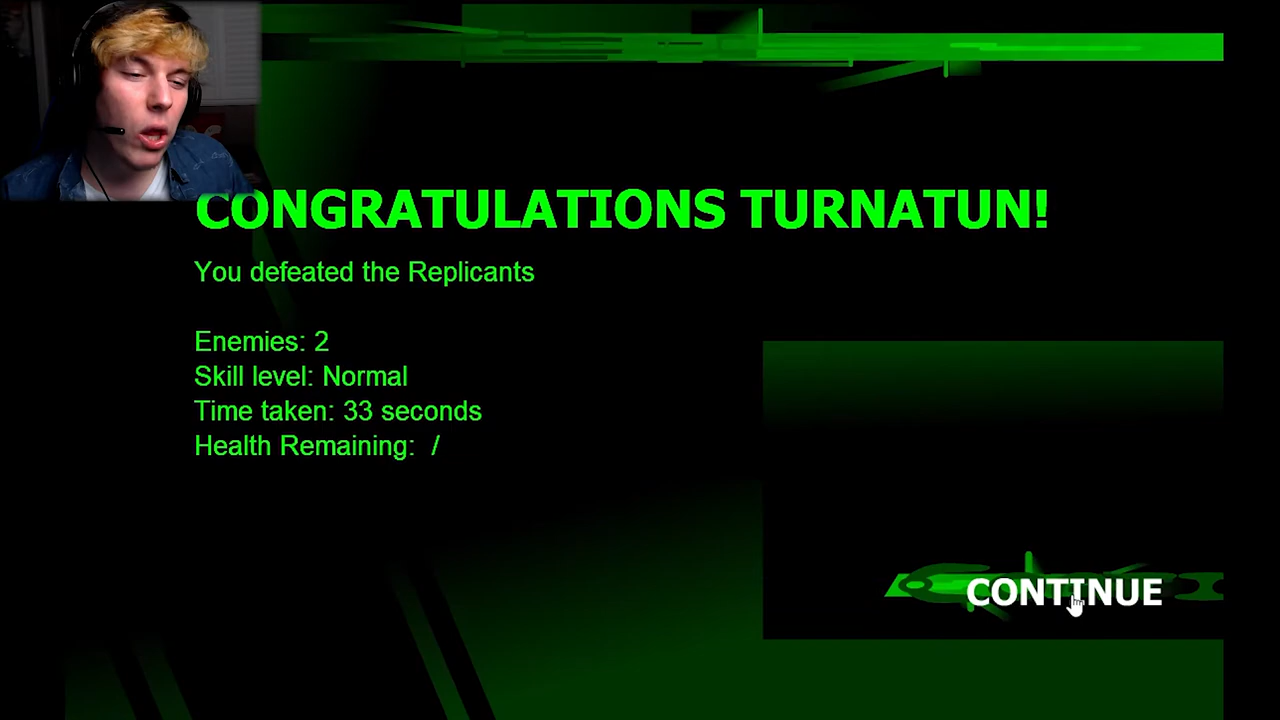 CONGRATULATIONS TURNATUN!
You defeated the Replicants
Enemies: 2
Skill level: Normal
Time taken: 33 seconds
Health Remaining: /
CONTINUE